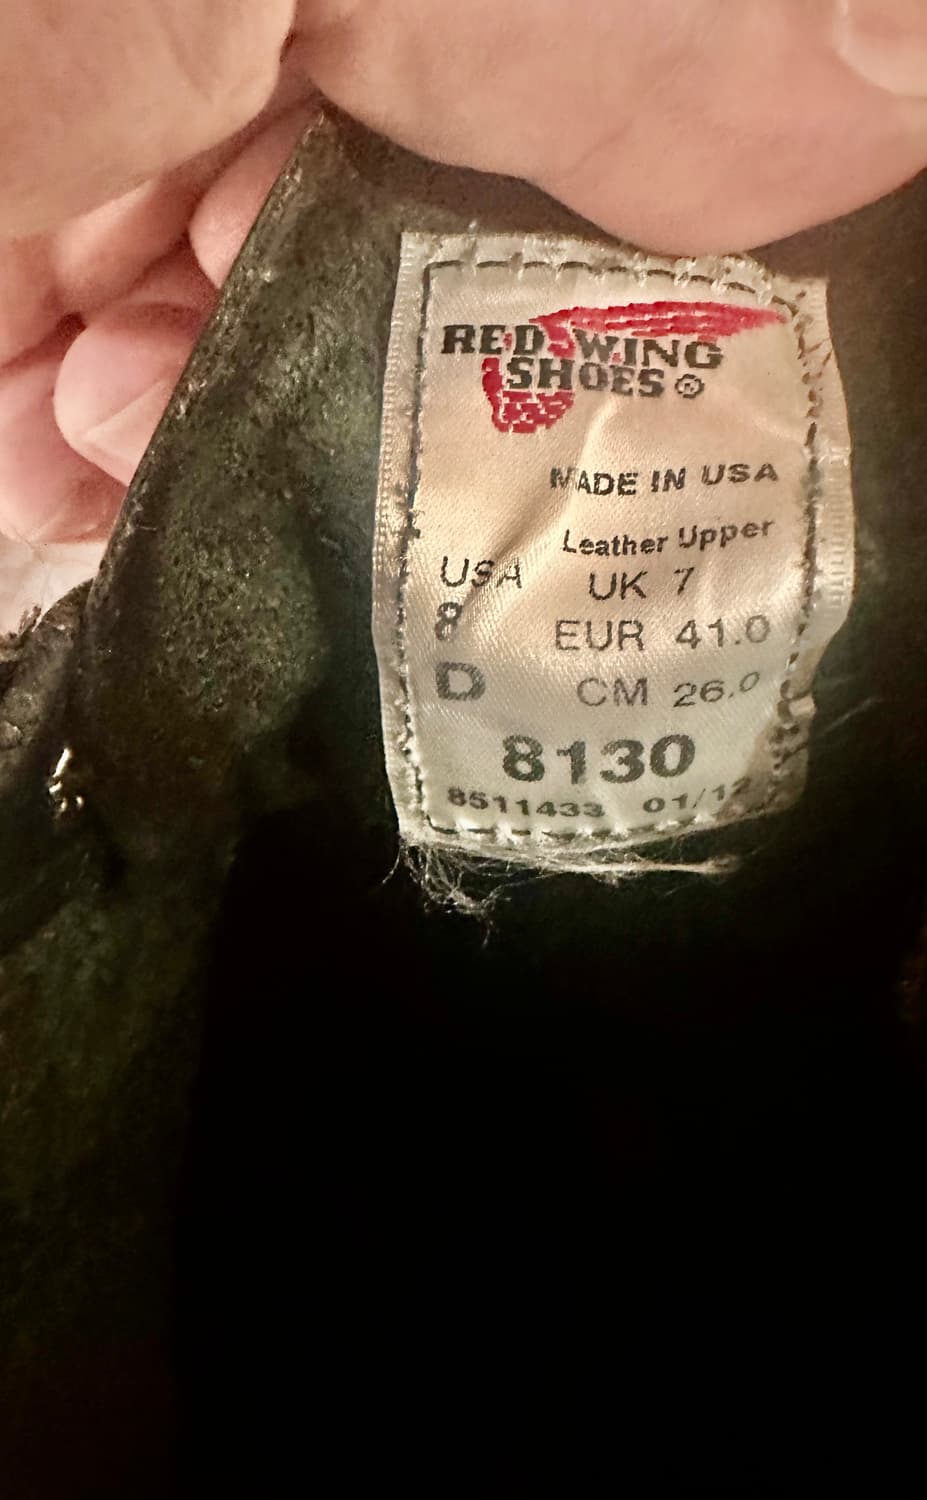 RED WING
SHOES ®
MADE IN USA
Leather Upper
USA UK 7
8 EUR 41.0
D CM 26.0
8130
8511433 01/12